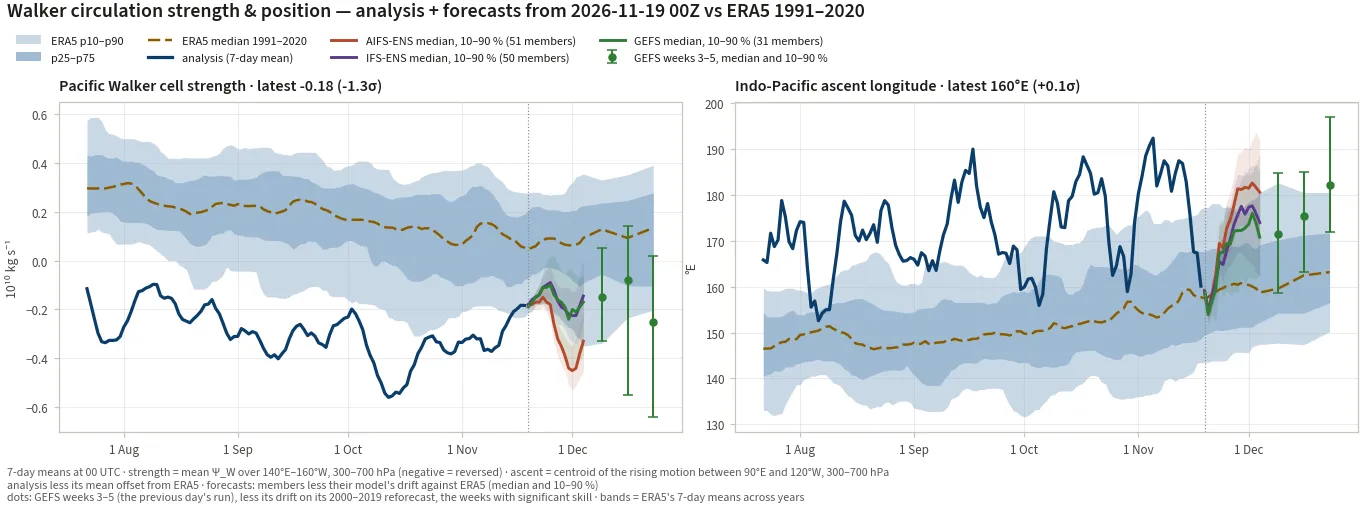 Walker circulation strength & position — analysis + forecasts from 2026-11-19 00Z vs ERA5 1991–2020
ERA5 p10–p90
ERA5 median 1991–2020
AIFS-ENS median, 10–90 % (51 members)
GEFS median, 10–90 % (31 members)
p25–p75
analysis (7-day mean)
IFS-ENS median, 10–90 % (50 members)
GEFS weeks 3–5, median and 10–90 %
Pacific Walker cell strength · latest -0.18 (-1.3σ)
10¹⁰ kg s⁻¹
0.6
0.4
0.2
0.0
−0.2
−0.4
−0.6
1 Aug
1 Sep
1 Oct
1 Nov
1 Dec
Indo-Pacific ascent longitude · latest 160°E (+0.1σ)
°E
200
190
180
170
160
150
140
130
1 Aug
1 Sep
1 Oct
1 Nov
1 Dec
7-day means at 00 UTC · strength = mean Ψ_W over 140°E–160°W, 300–700 hPa (negative = reversed) · ascent = centroid of the rising motion between 90°E and 120°W, 300–700 hPa
analysis less its mean offset from ERA5 · forecasts: members less their model's drift against ERA5 (median and 10–90 %)
dots: GEFS weeks 3–5 (the previous day's run), less its drift on its 2000–2019 reforecast, the weeks with significant skill · bands = ERA5's 7-day means across years